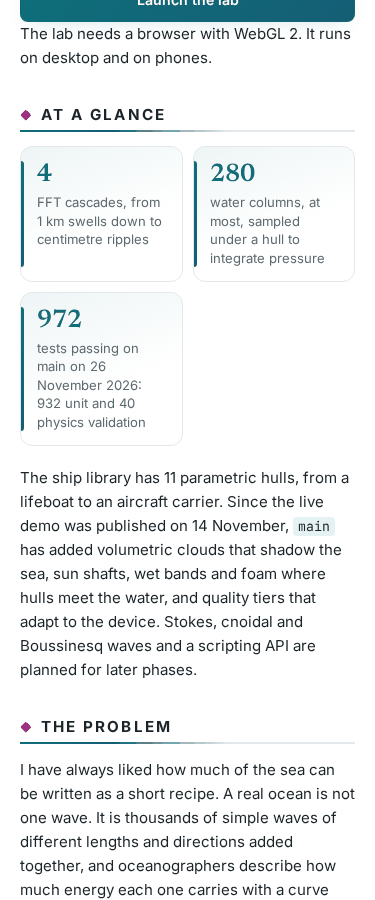 Launch the lab
The lab needs a browser with WebGL 2. It runs
on desktop and on phones.
AT A GLANCE
4
FFT cascades, from
1 km swells down to
centimetre ripples
280
water columns, at
most, sampled
under a hull to
integrate pressure
972
tests passing on
main on 26
November 2026:
932 unit and 40
physics validation
The ship library has 11 parametric hulls, from a
lifeboat to an aircraft carrier. Since the live
demo was published on 14 November, main
has added volumetric clouds that shadow the
sea, sun shafts, wet bands and foam where
hulls meet the water, and quality tiers that
adapt to the device. Stokes, cnoidal and
Boussinesq waves and a scripting API are
planned for later phases.
THE PROBLEM
I have always liked how much of the sea can
be written as a short recipe. A real ocean is not
one wave. It is thousands of simple waves of
different lengths and directions added
together, and oceanographers describe how
much energy each one carries with a curve